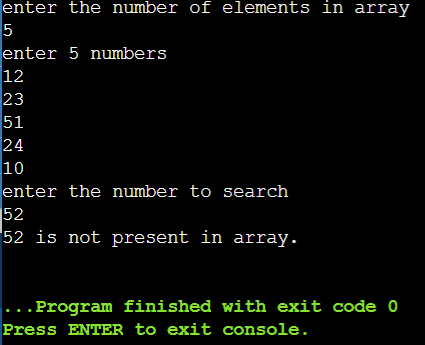 enter the number of elements in array
5
enter 5 numbers
12
23
51
24
10
enter the number to search
52
52 is not present in array.
...Program finished with exit code 0
Press ENTER to exit console.